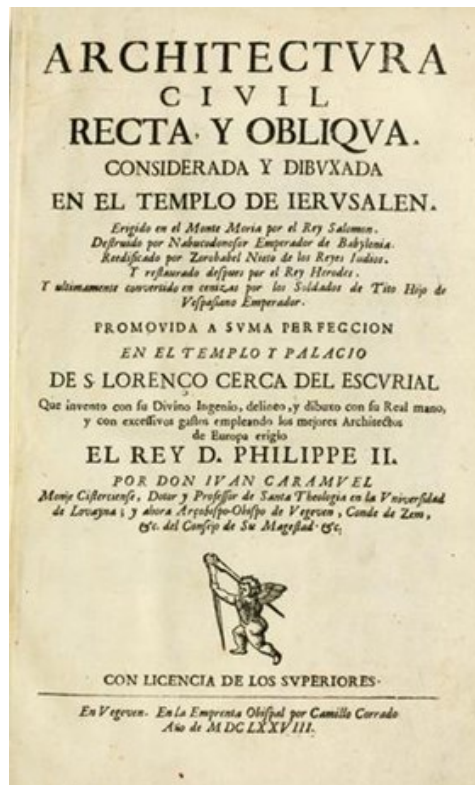 ARCHITECTVRA
CIVIL
RECTA· Y OBLIQVA.
CONSIDERADA Y DIBVXADA
EN EL TEMPLO DE IERVSALEN.
Erigido en el Monte Moria por el Rey Salomon.
Destruido por Nabucodonosor Emperador de Babylonia.
Reedificado por Zorobabel Nieto de los Reyes Iudios.
Y restaurado despues por el Rey Herodes.
Y ultimamente convertido en cenizas por los Soldados de Tito Hijo de
Vespasiano Emperador.
PROMOVIDA A SVMA PERFECCION
EN EL TEMPLO Y PALACIO
DE S. LORENCO CERCA DEL ESCVRIAL
Que invento con su Divino Ingenio, delineo, y dibuxo con su Real mano,
y con excessivos gastos empleando los mejores Architectos
de Europa erigio
EL REY D. PHILIPPE II.
POR DON IVAN CARAMVEL
Monje Cisterciense, Dotor y Professor de Santa Theologia en la Vniversidad
de Lovayna; y ahora Arçobispo-Obispo de Vegeven, Conde de Zem,
&c. del Consejo de Su Magestad· &c.
CON LICENCIA DE LOS SVPERIORES·
En Vegeven. En la Emprenta Obispal por Camillo Corrado
Año de MDCLXXVIII.